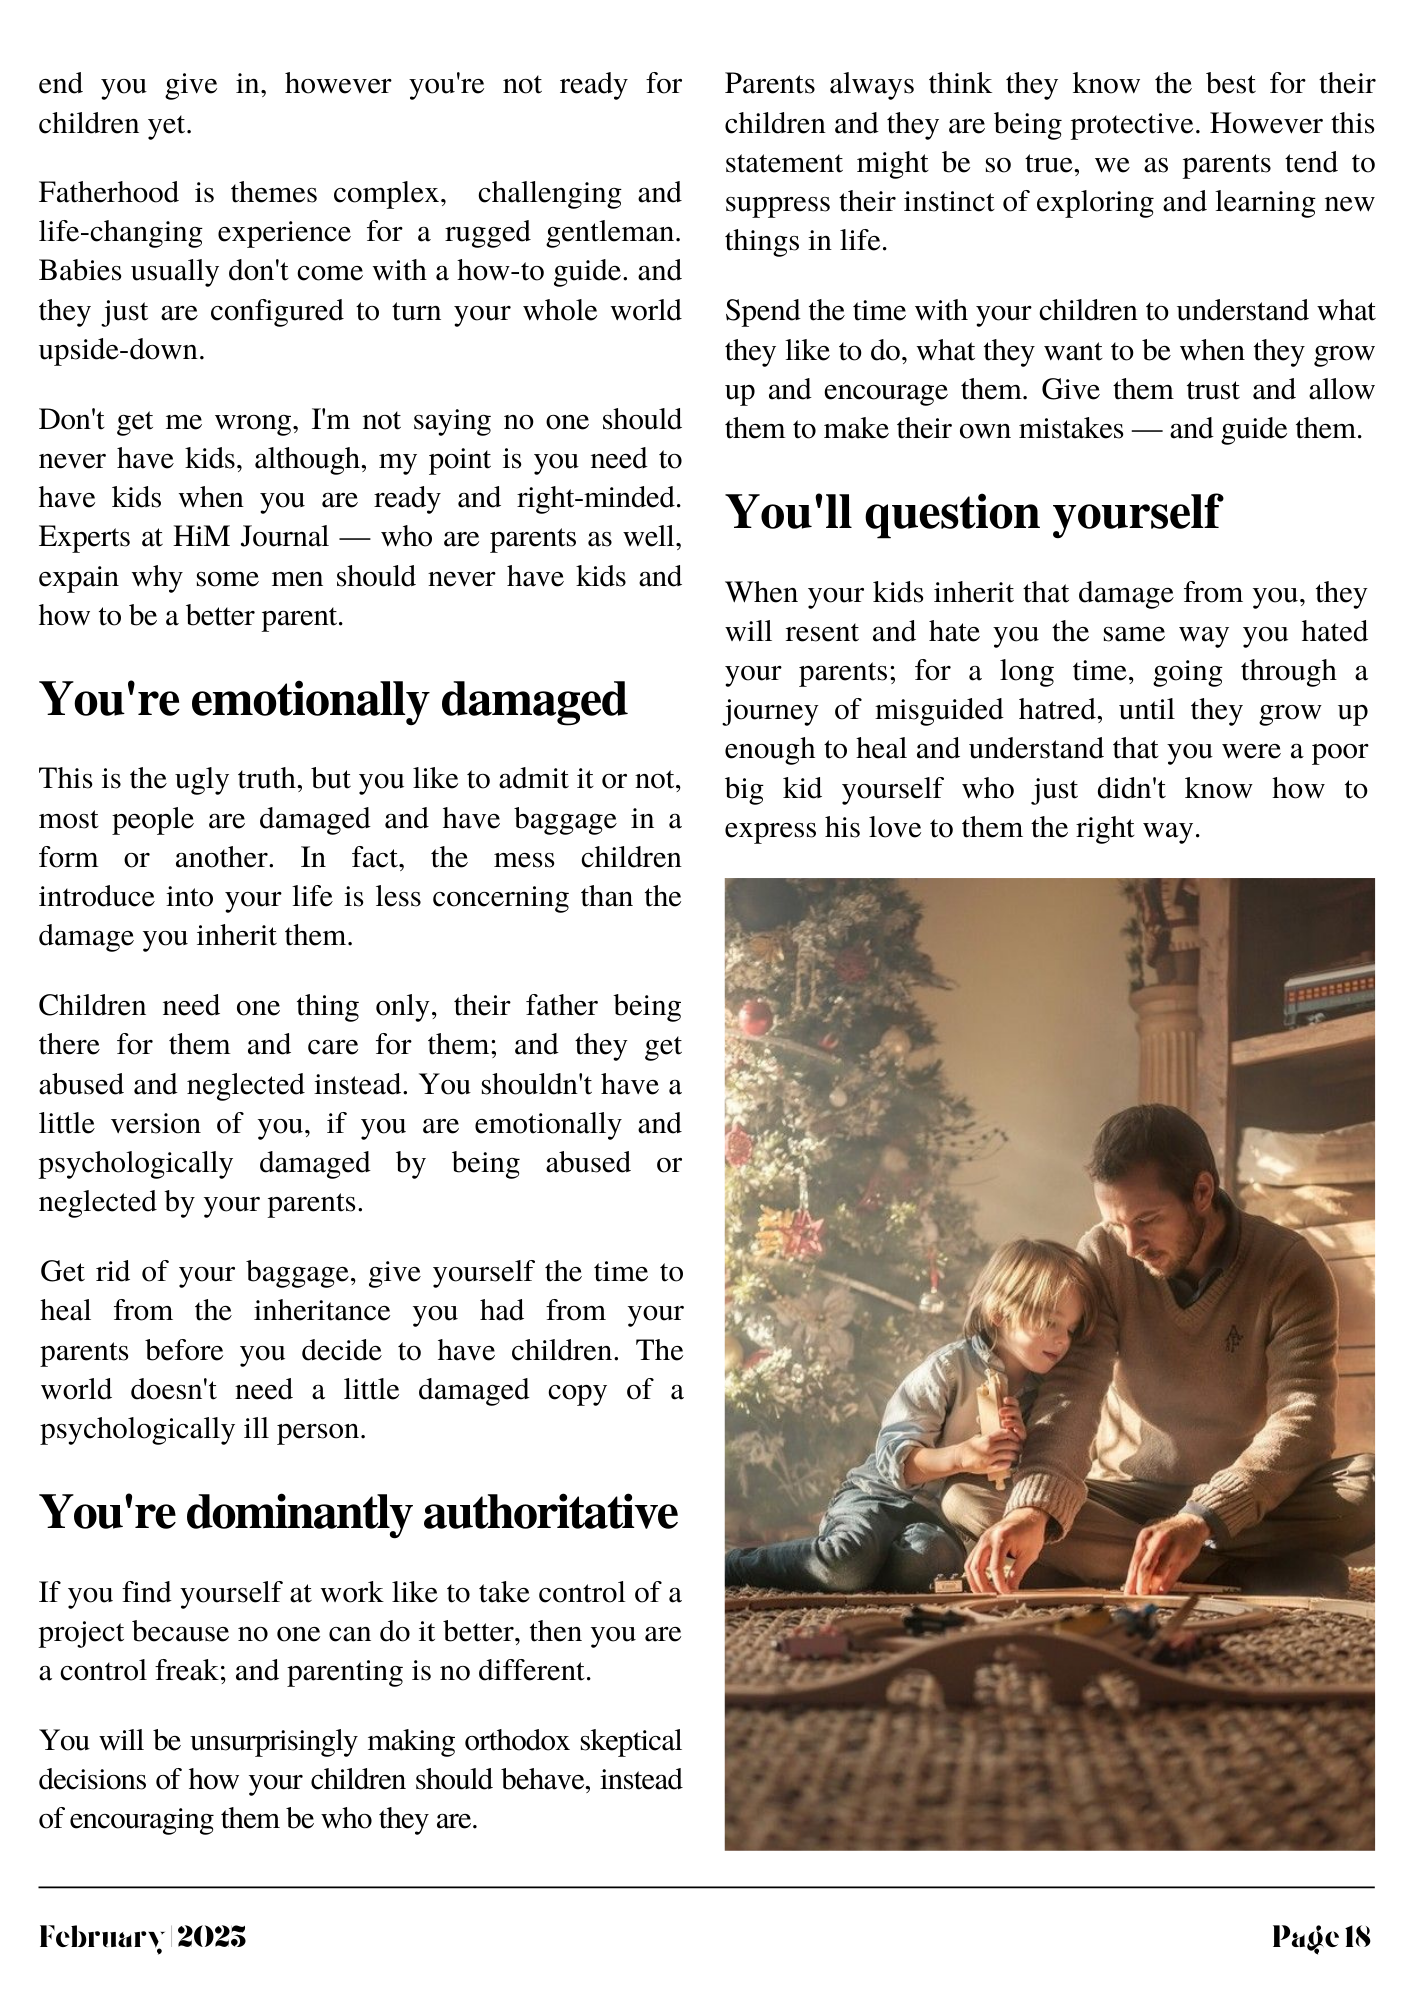 end you give in, however you're not ready for
children yet.
Fatherhood is themes complex, challenging and
life-changing experience for a rugged gentleman.
Babies usually don't come with a how-to guide. and
they just are configured to turn your whole world
upside-down.
Don't get me wrong, I'm not saying no one should
never have kids, although, my point is you need to
have kids when you are ready and right-minded.
Experts at HiM Journal — who are parents as well,
expain why some men should never have kids and
how to be a better parent.
You're emotionally damaged
This is the ugly truth, but you like to admit it or not,
most people are damaged and have baggage in a
form or another. In fact, the mess children
introduce into your life is less concerning than the
damage you inherit them.
Children need one thing only, their father being
there for them and care for them; and they get
abused and neglected instead. You shouldn't have a
little version of you, if you are emotionally and
psychologically damaged by being abused or
neglected by your parents.
Get rid of your baggage, give yourself the time to
heal from the inheritance you had from your
parents before you decide to have children. The
world doesn't need a little damaged copy of a
psychologically ill person.
You're dominantly authoritative
If you find yourself at work like to take control of a
project because no one can do it better, then you are
a control freak; and parenting is no different.
You will be unsurprisingly making orthodox skeptical
decisions of how your children should behave, instead
of encouraging them be who they are.
Parents always think they know the best for their
children and they are being protective. However this
statement might be so true, we as parents tend to
suppress their instinct of exploring and learning new
things in life.
Spend the time with your children to understand what
they like to do, what they want to be when they grow
up and encourage them. Give them trust and allow
them to make their own mistakes — and guide them.
You'll question yourself
When your kids inherit that damage from you, they
will resent and hate you the same way you hated
your parents; for a long time, going through a
journey of misguided hatred, until they grow up
enough to heal and understand that you were a poor
big kid yourself who just didn't know how to
express his love to them the right way.
February | 2025
Page 18